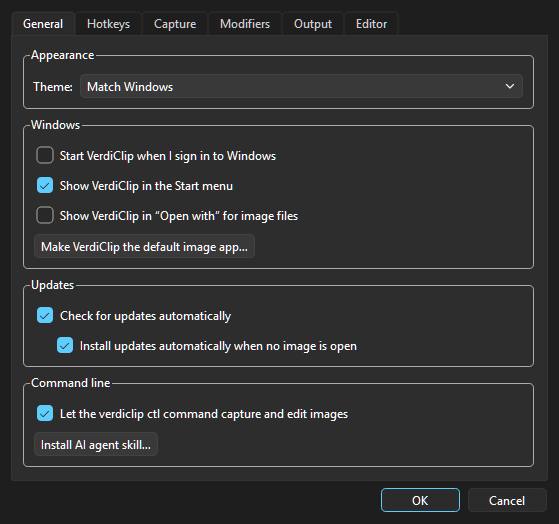 General Hotkeys Capture Modifiers Output Editor
Appearance
Theme: Match Windows
Windows
Start VerdiClip when I sign in to Windows
Show VerdiClip in the Start menu
Show VerdiClip in “Open with” for image files
Make VerdiClip the default image app...
Updates
Check for updates automatically
Install updates automatically when no image is open
Command line
Let the verdiclip ctl command capture and edit images
Install AI agent skill...
OK Cancel